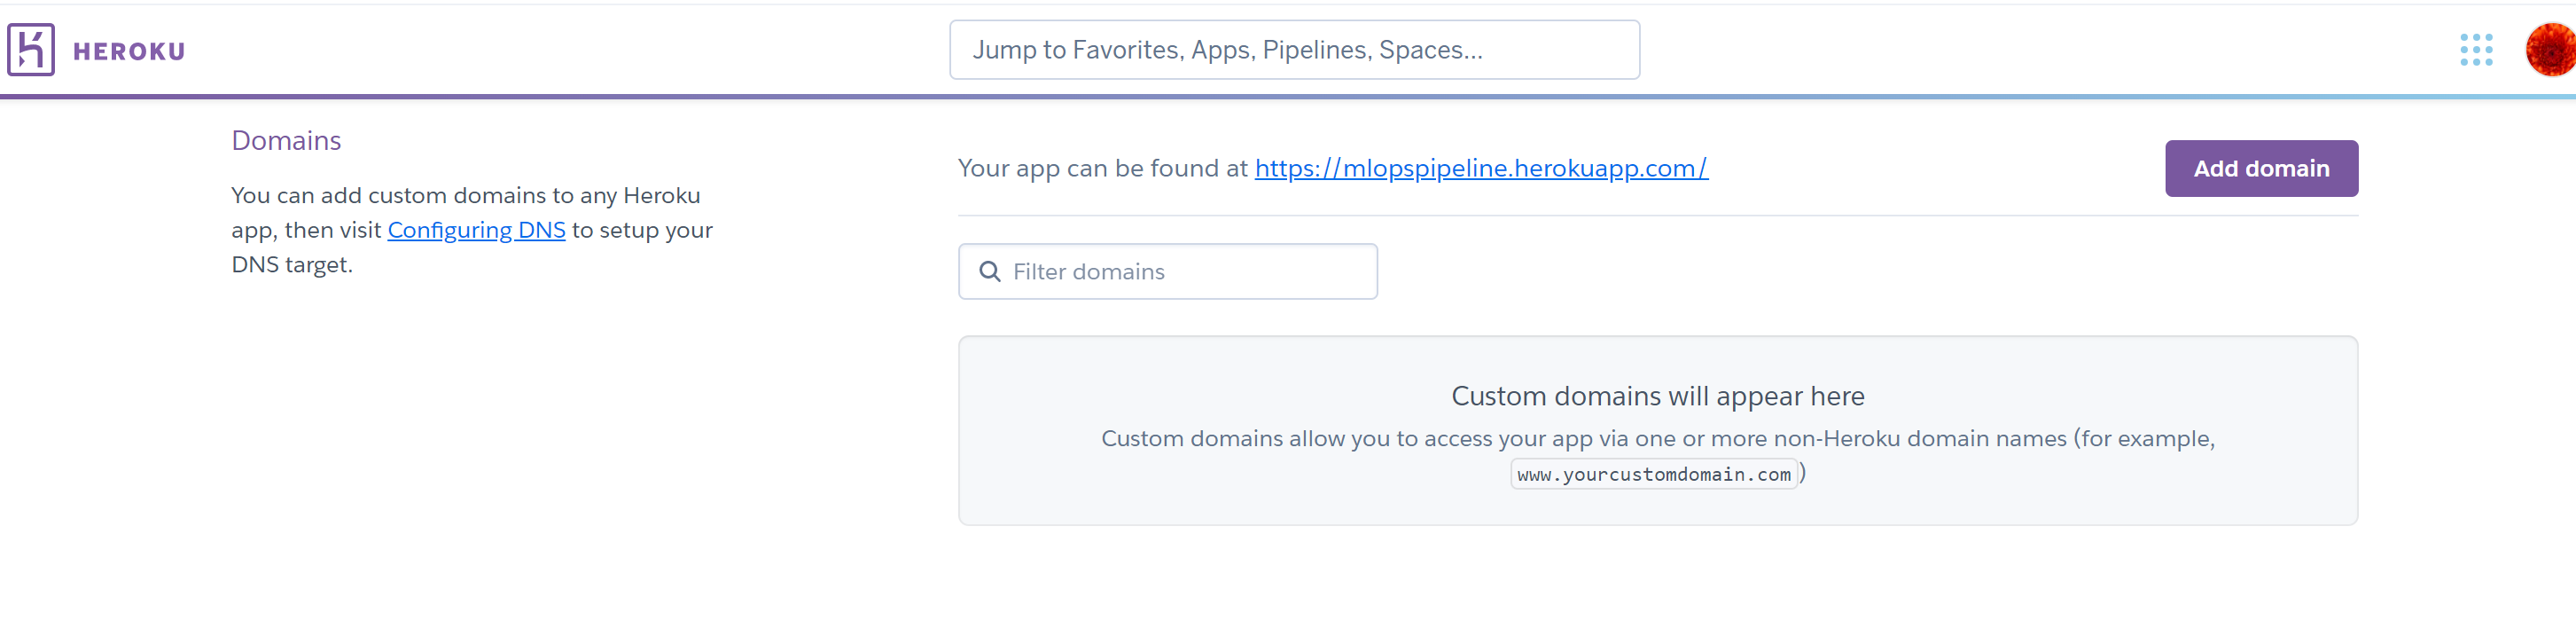 HEROKU
Jump to Favorites, Apps, Pipelines, Spaces...
Domains
You can add custom domains to any Heroku
app, then visit Configuring DNS to setup your
DNS target.
Your app can be found at https://mlopspipeline.herokuapp.com/
Add domain
Filter domains
Custom domains will appear here
Custom domains allow you to access your app via one or more non-Heroku domain names (for example,
www.yourcustomdomain.com)